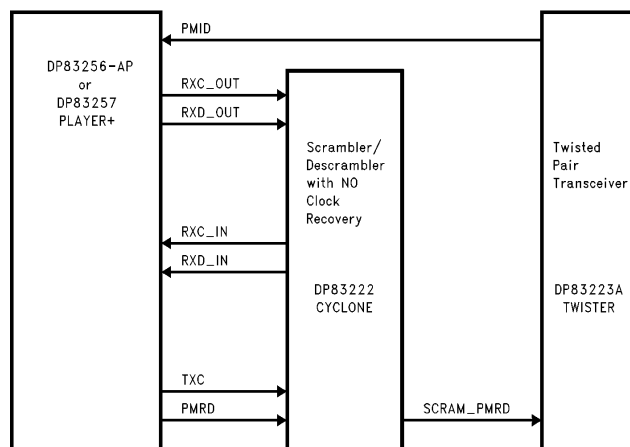 PMID
DP83256-AP
or
DP83257
PLAYER+
RXC_OUT
RXD_OUT
Scrambler/
Descrambler
with NO
Clock
Recovery
Twisted
Pair
Transceiver
RXC_IN
RXD_IN
DP83222
CYCLONE
DP83223A
TWISTER
TXC
PMRD
SCRAM_PMRD